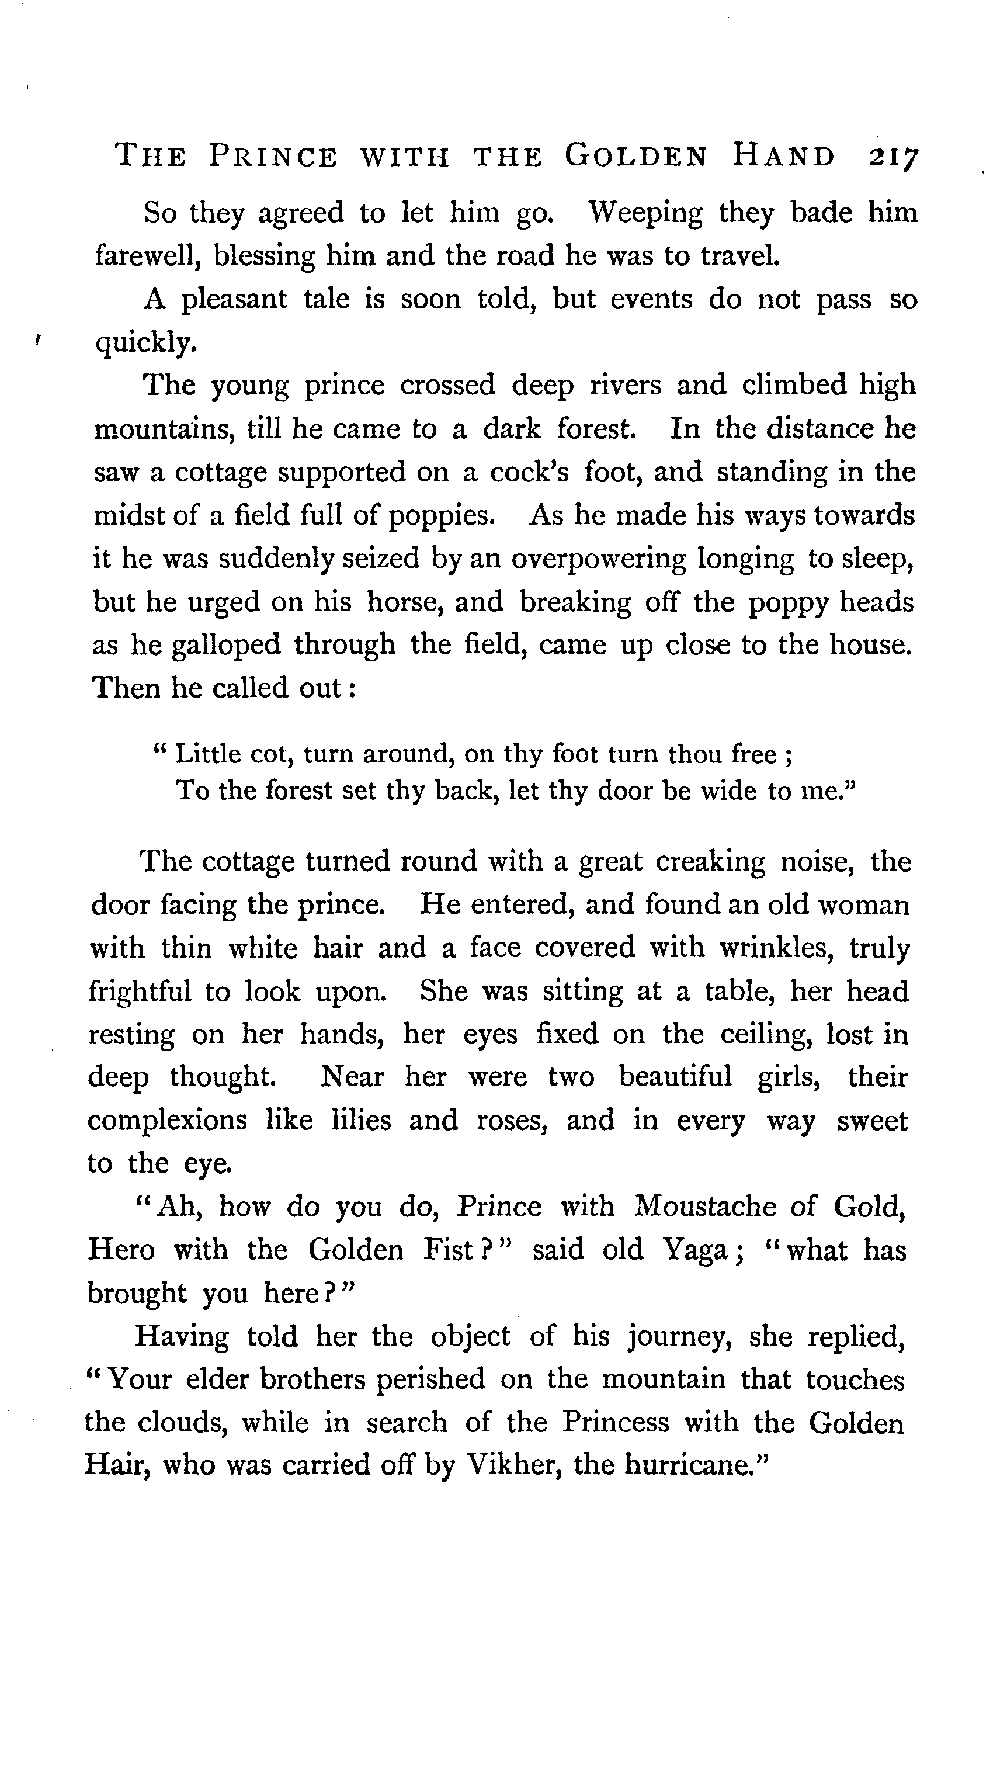 THE PRINCE WITH THE GOLDEN HAND 217
So they agreed to let him go. Weeping they bade him
farewell, blessing him and the road he was to travel.
A pleasant tale is soon told, but events do not pass so
quickly.
The young prince crossed deep rivers and climbed high
mountains, till he came to a dark forest. In the distance he
saw a cottage supported on a cock's foot, and standing in the
midst of a field full of poppies. As he made his ways towards
it he was suddenly seized by an overpowering longing to sleep,
but he urged on his horse, and breaking off the poppy heads
as he galloped through the field, came up close to the house.
Then he called out :
“ Little cot, turn around, on thy foot turn thou free ;
To the forest set thy back, let thy door be wide to me.”
The cottage turned round with a great creaking noise, the
door facing the prince. He entered, and found an old woman
with thin white hair and a face covered with wrinkles, truly
frightful to look upon. She was sitting at a table, her head
resting on her hands, her eyes fixed on the ceiling, lost in
deep thought. Near her were two beautiful girls, their
complexions like lilies and roses, and in every way sweet
to the eye.
“Ah, how do you do, Prince with Moustache of Gold,
Hero with the Golden Fist?” said old Yaga; “what has
brought you here?”
Having told her the object of his journey, she replied,
“Your elder brothers perished on the mountain that touches
the clouds, while in search of the Princess with the Golden
Hair, who was carried off by Vikher, the hurricane.”